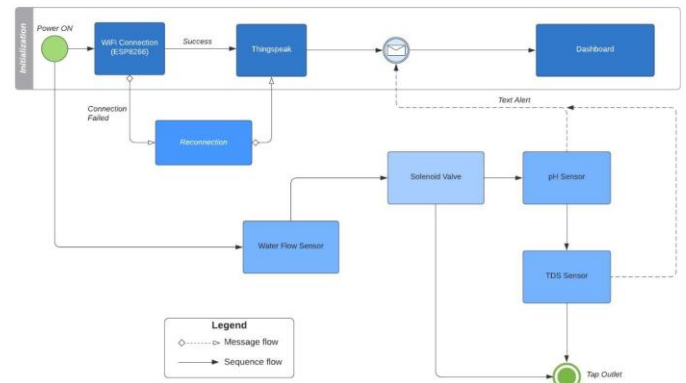 Initialization
Power ON
WiFi Connection
(ESP8266)
Success
Thingspeak
Dashboard
Connection
Failed
Reconnection
Text Alert
Solenoid Valve
pH Sensor
Water Flow Sensor
TDS Sensor
Legend
Message flow
Sequence flow
Tap Outlet